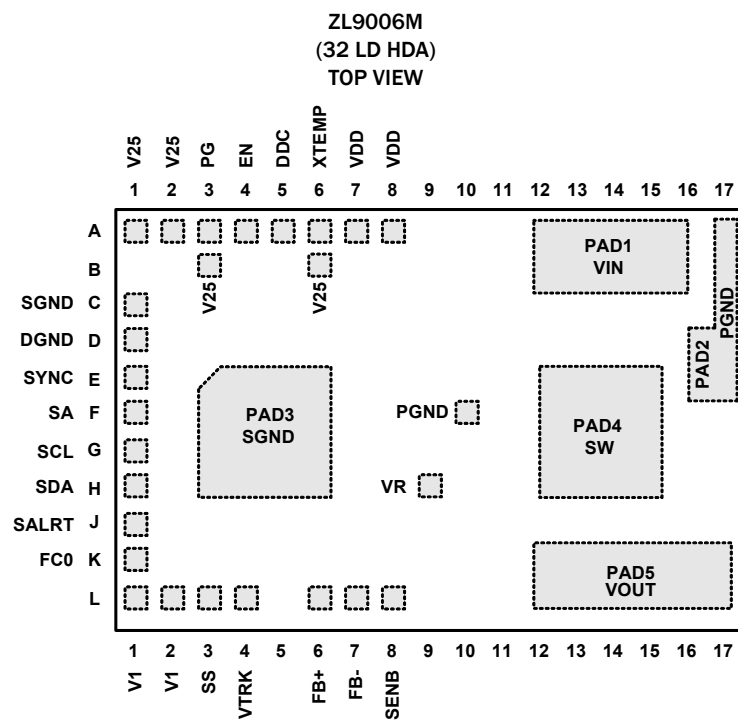 ZL9006M
(32 LD HDA)
TOP VIEW
V25 V25 PG EN DDC XTEMP VDD VDD
1 2 3 4 5 6 7 8 9 10 11 12 13 14 15 16 17
A
B
V25 V25
SGND C
DGND D
SYNC E
SA F
SCL G
SDA H
SALRT J
FC0 K
L
PAD1
VIN
PAD2
PGND
PAD3
SGND
PGND
PAD4
SW
VR
PAD5
VOUT
1 2 3 4 5 6 7 8 9 10 11 12 13 14 15 16 17
V1 V1 SS VTRK FB+ FB- SENB